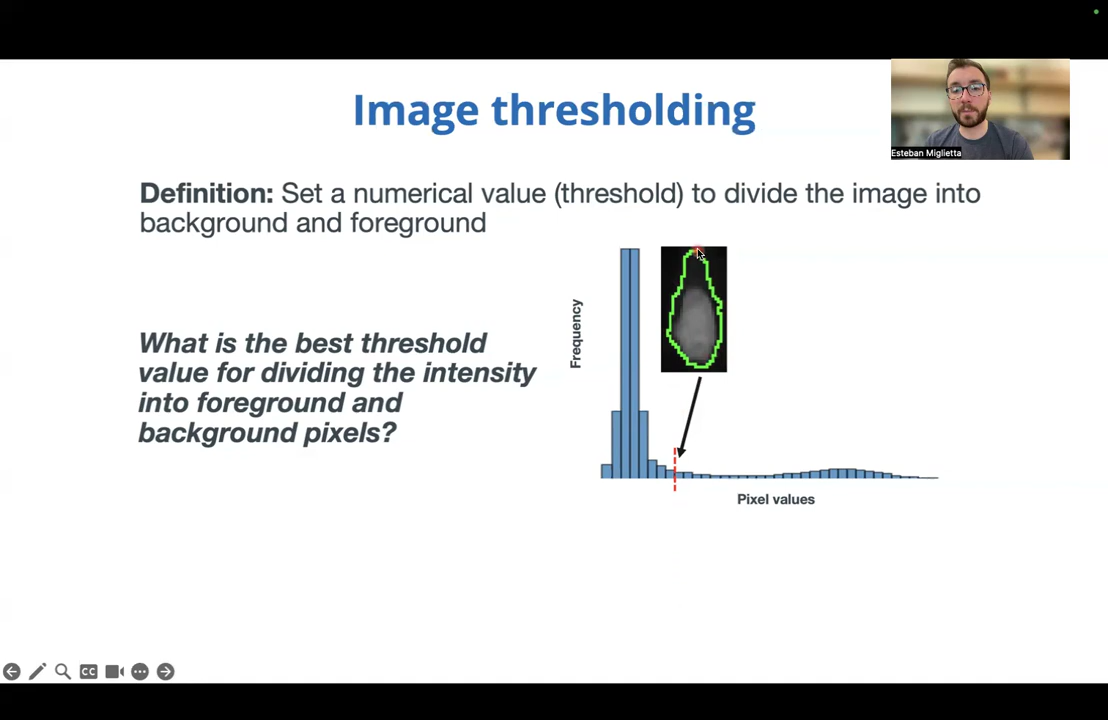 Image thresholding
Esteban Miglietta
Definition: Set a numerical value (threshold) to divide the image into
background and foreground
What is the best threshold
value for dividing the intensity
into foreground and
background pixels?
Frequency
Pixel values
CC